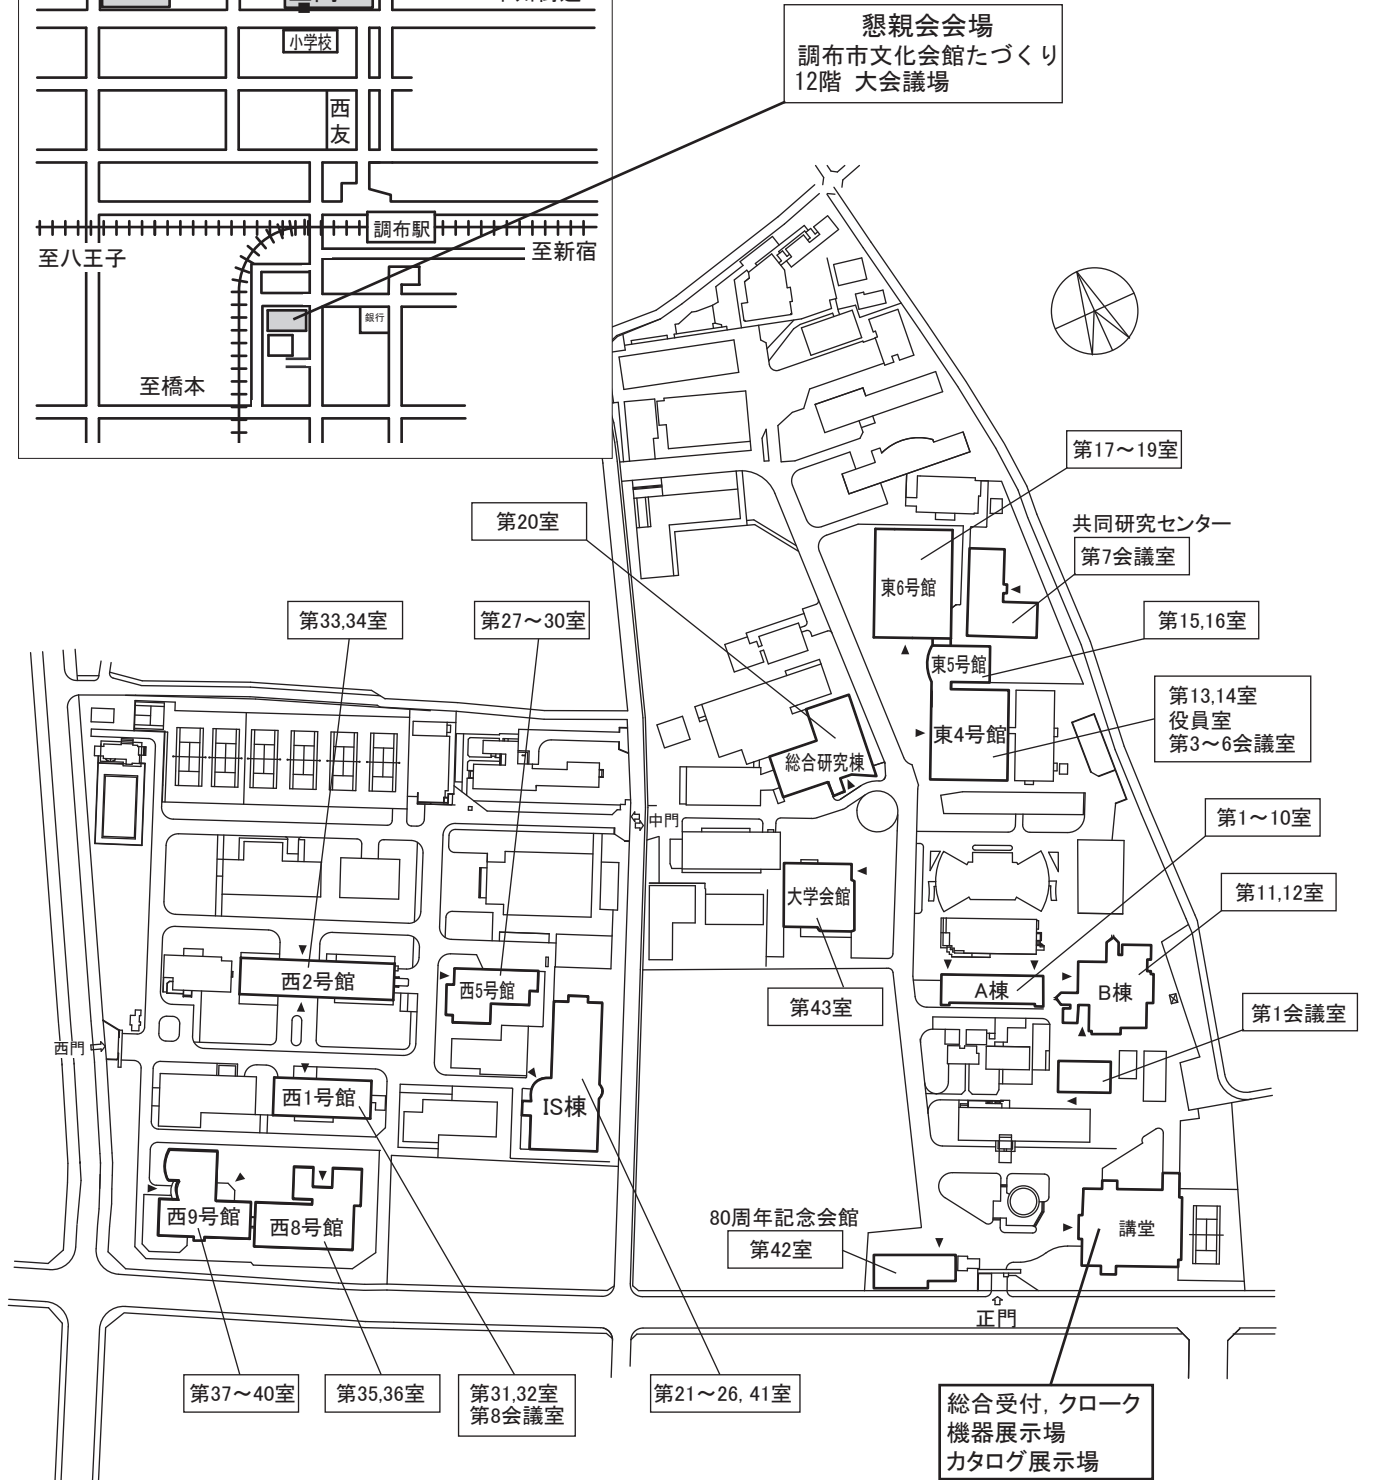 小学校
西
友
調布駅
至八王子
至新宿
銀行
至橋本
懇親会会場
調布市文化会館たづくり
12階 大会議場
第17～19室
第20室
共同研究センター
第7会議室
東6号館
第33,34室
第27～30室
第15,16室
東5号館
第13,14室
役員室
第3～6会議室
東4号館
総合研究棟
中門
第1～10室
大学会館
第11,12室
西2号館
西5号館
A棟
B棟
第43室
第1会議室
西門
西1号館
IS棟
西9号館
西8号館
80周年記念会館
第42室
講堂
正門
第37～40室
第35,36室
第31,32室
第8会議室
第21～26, 41室
総合受付, クローク
機器展示場
カタログ展示場